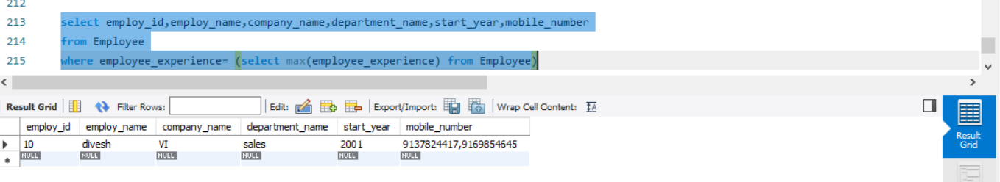 212
213 select employ_id,employ_name,company_name,department_name,start_year,mobile_number
214 from Employee
215 where employee_experience= (select max(employee_experience) from Employee)
Result Grid Filter Rows: Edit: Export/Import: Wrap Cell Content: IA
employ_id employ_name company_name department_name start_year mobile_number
10 divesh VI sales 2001 9137824417,9169854645
NULL NULL NULL NULL NULL NULL
Result
Grid